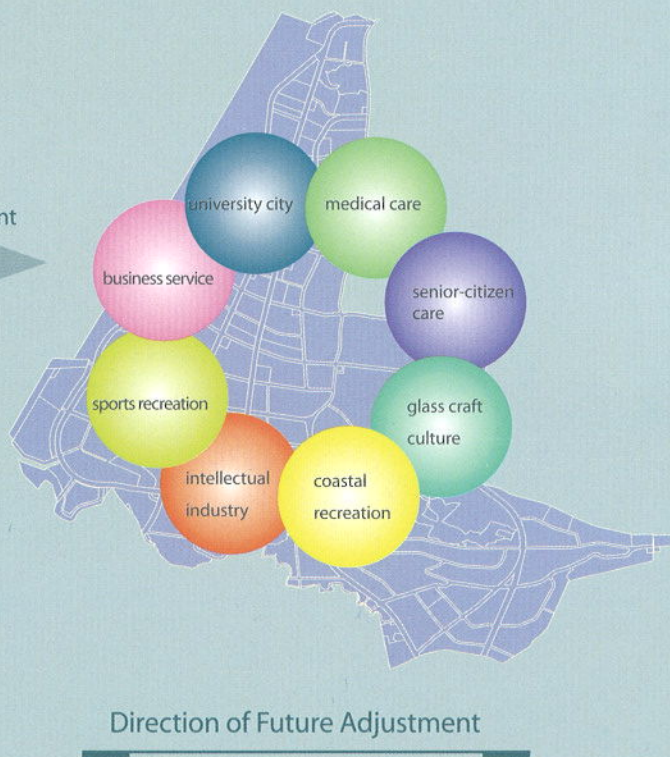 university city
medical care
nt
business service
senior-citizen
care
sports recreation
glass craft
culture
intellectual
industry
coastal
recreation
Direction of Future Adjustment